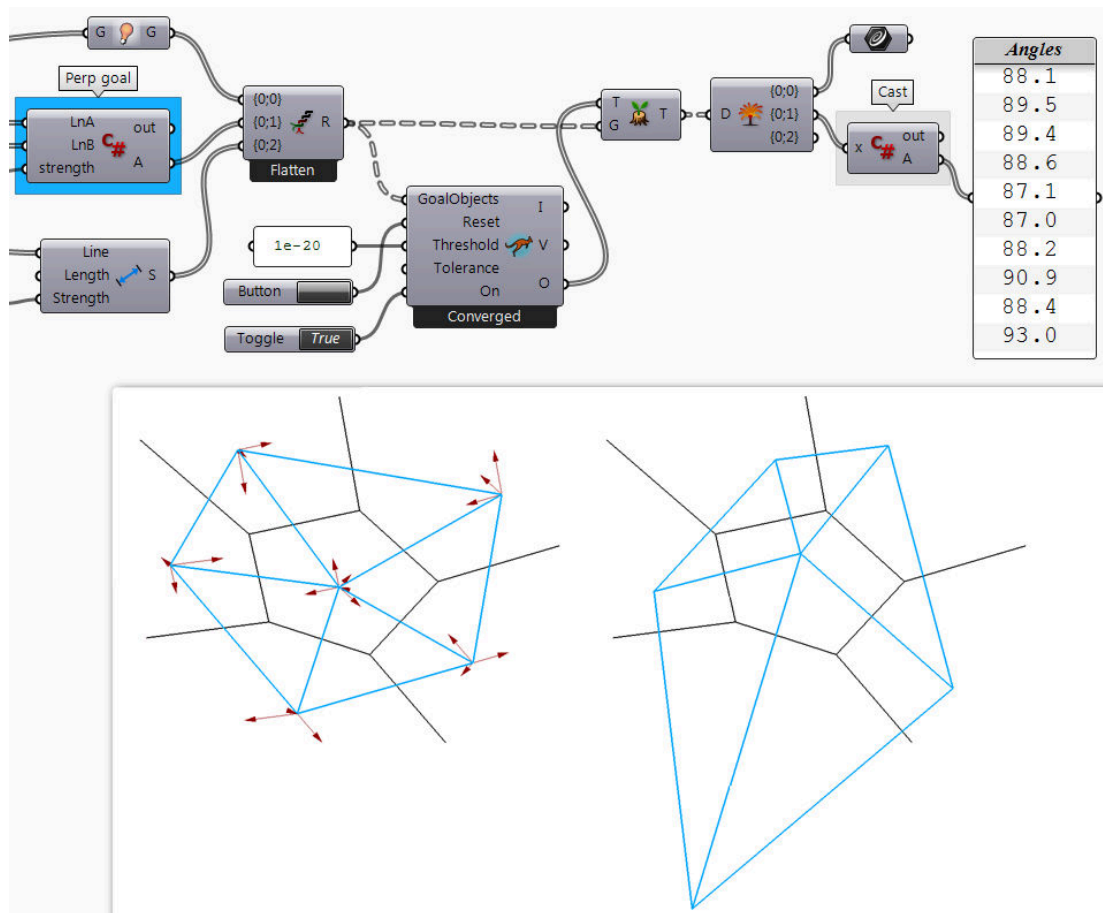 G G
Perp goal
LnA
LnB
strength
out
A
C#
{0;0}
{0;1}
{0;2}
R
Flatten
Line
Length
Strength
S
1e-20
Button
Toggle True
GoalObjects
Reset
Threshold
Tolerance
On
I
V
O
Converged
T
G
T
D
{0;0}
{0;1}
{0;2}
Cast
x
C#
out
A
Angles
88.1
89.5
89.4
88.6
87.1
87.0
88.2
90.9
88.4
93.0